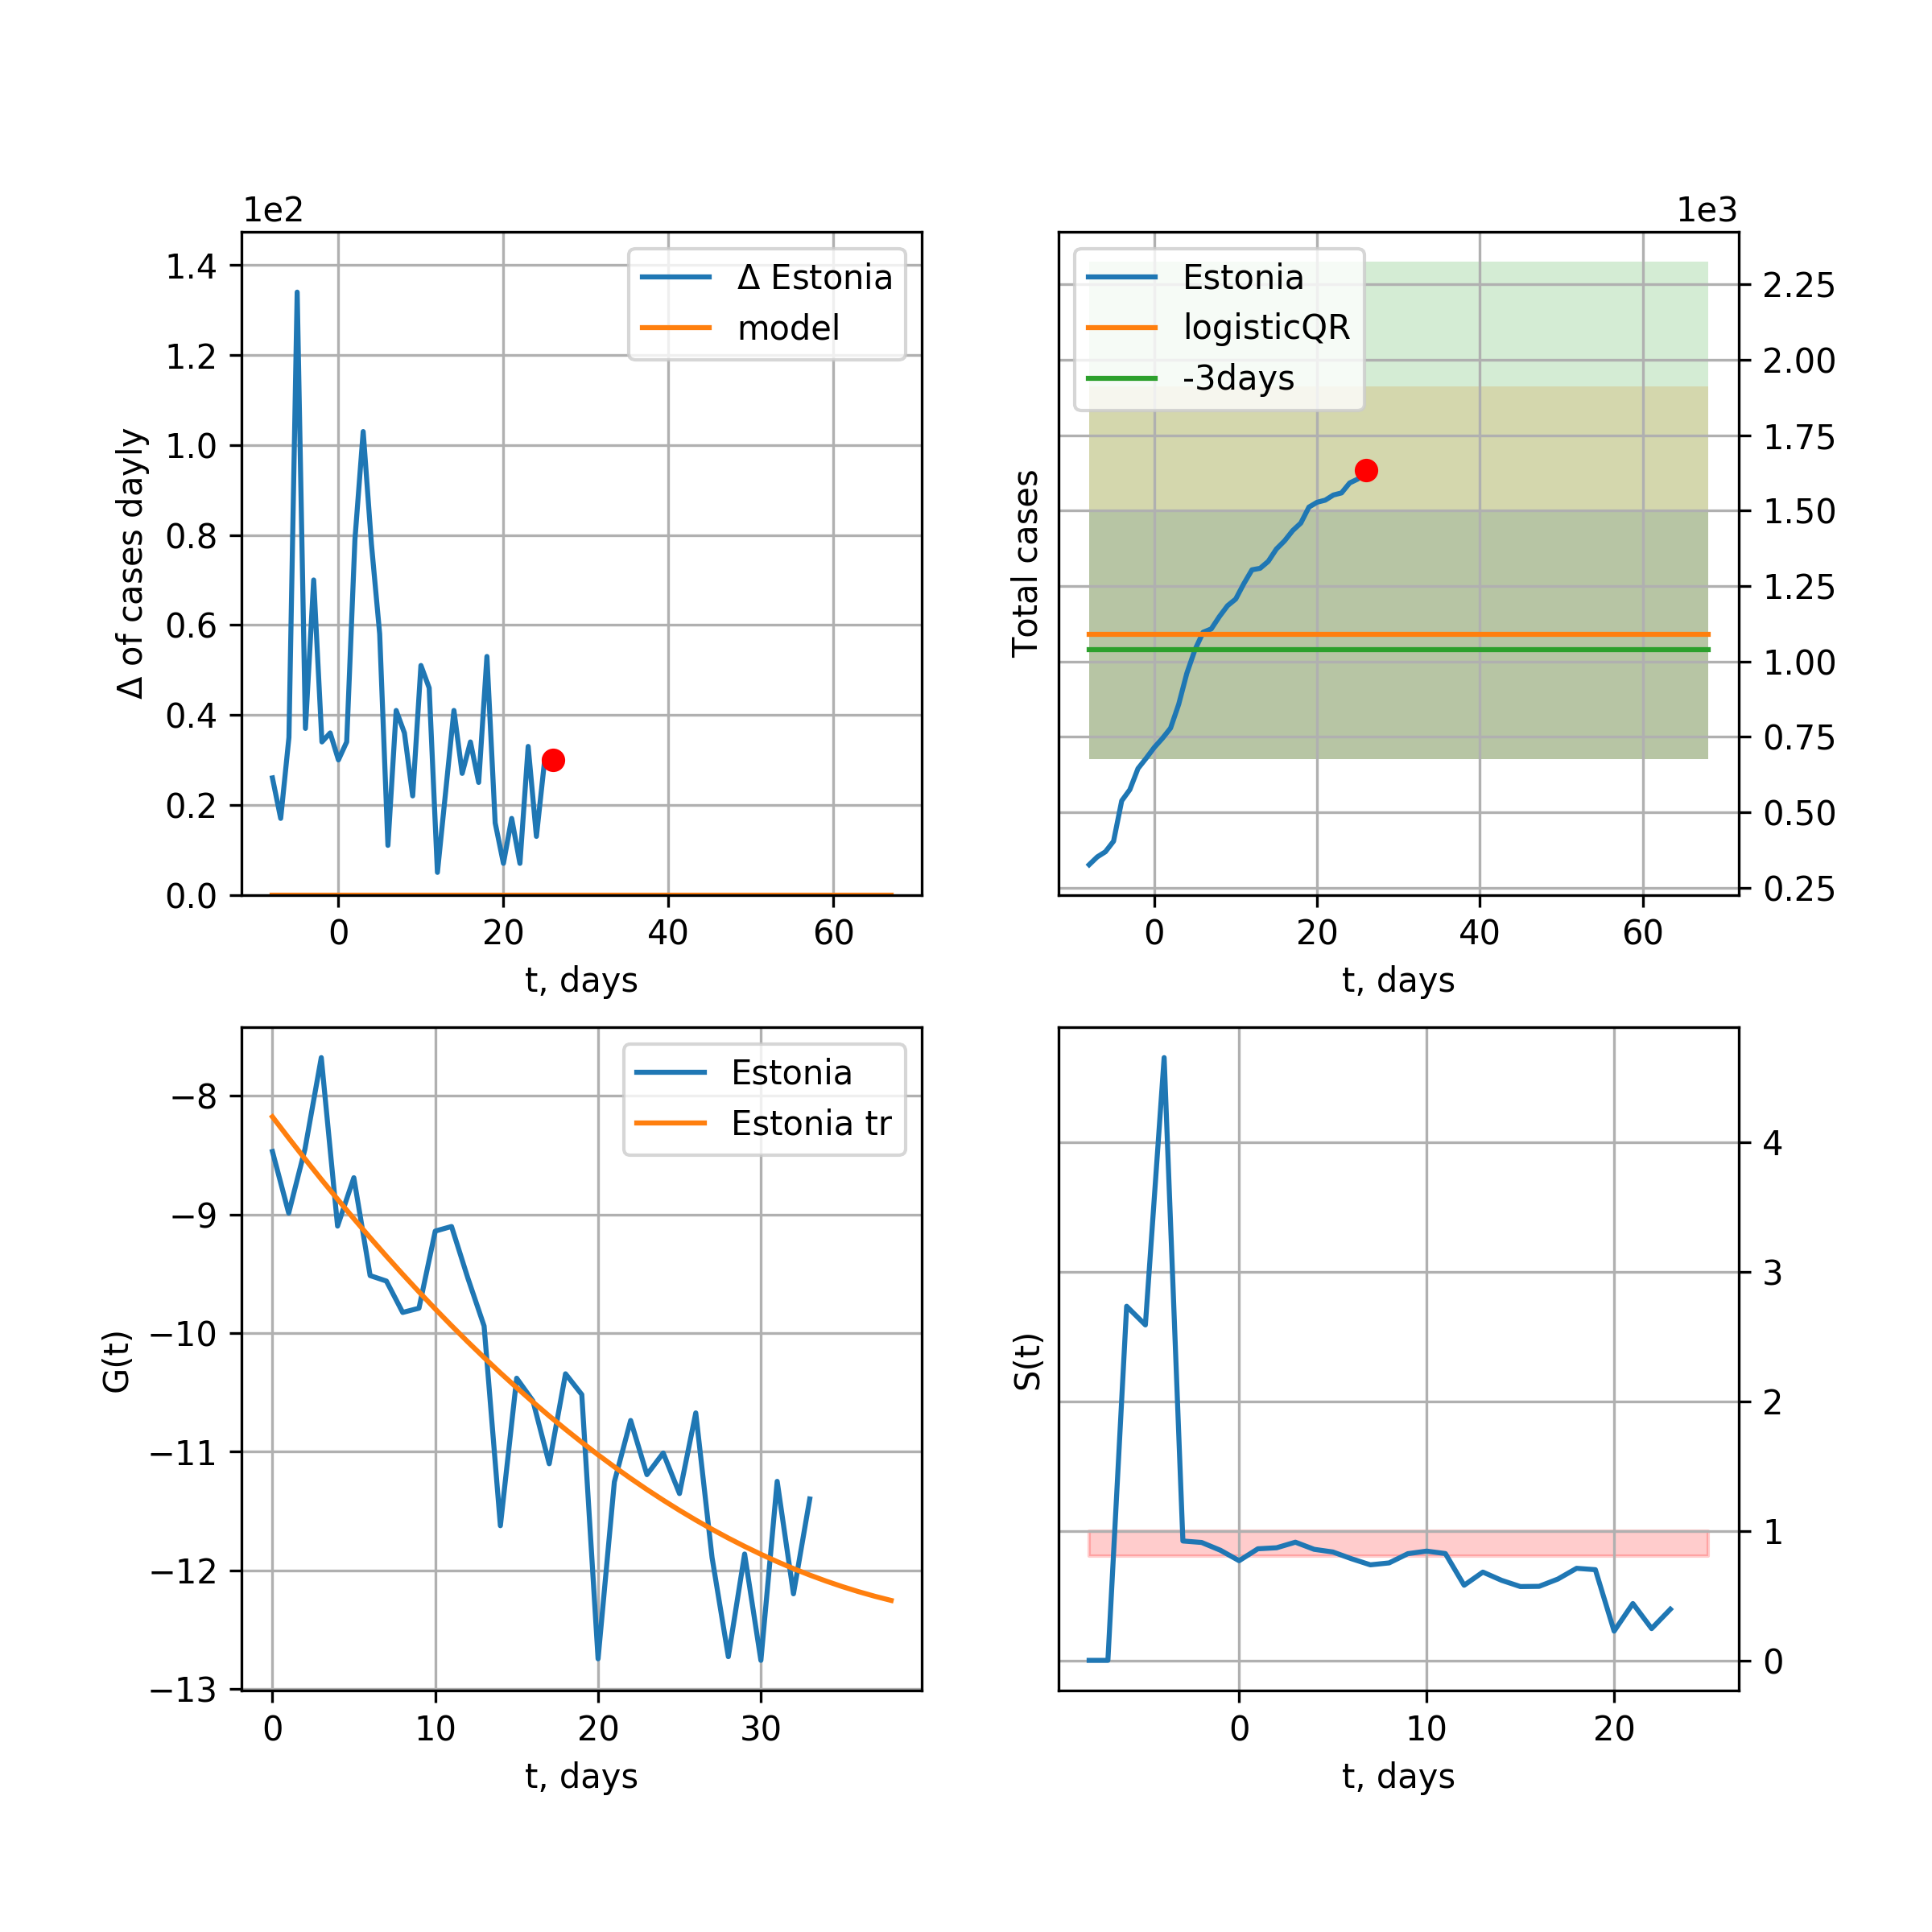 1e2
1.4
1.2
1.0
0.8
0.6
0.4
0.2
0.0
Δ of cases dayly
Δ Estonia
model
0 20 40 60
t, days
1e3
Estonia
logisticQR
-3days
Total cases
2.25
2.00
1.75
1.50
1.25
1.00
0.75
0.50
0.25
0 20 40 60
t, days
−8
−9
−10
−11
−12
−13
G(t)
Estonia
Estonia tr
0 10 20 30
t, days
S(t)
4
3
2
1
0
0 10 20
t, days